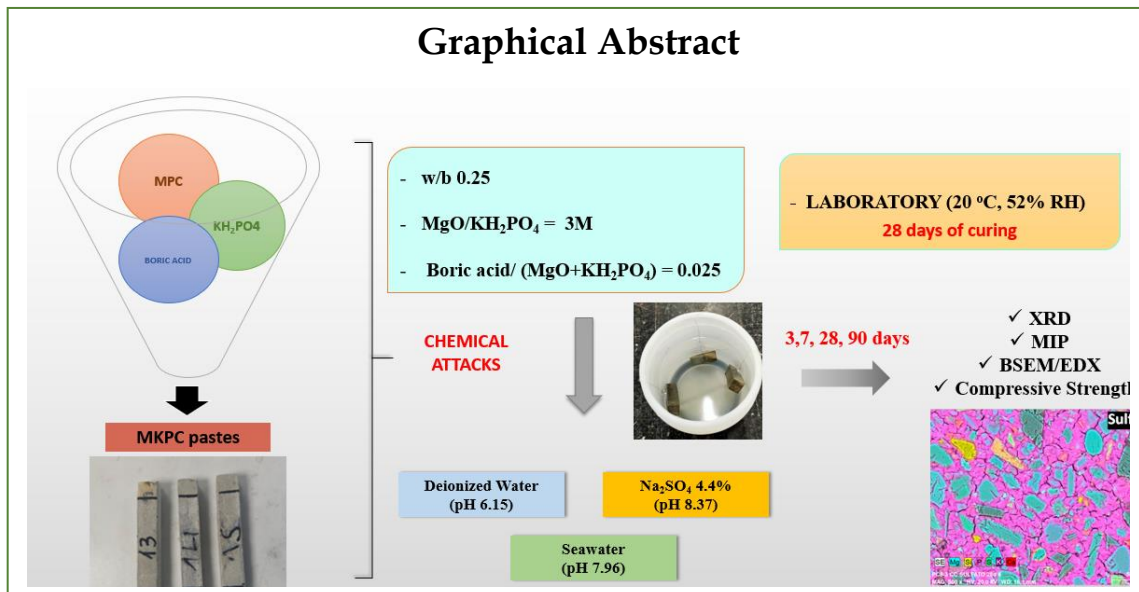 Graphical Abstract
MPC
KH₂PO4
BORIC ACID
MKPC pastes
13
14
15
- w/b 0.25
- MgO/KH₂PO₄ = 3M
- Boric acid/ (MgO+KH₂PO₄) = 0.025
- LABORATORY (20 °C, 52% RH)
28 days of curing
CHEMICAL
ATTACKS
3,7, 28, 90 days
✓ XRD
✓ MIP
✓ BSEM/EDX
✓ Compressive Strength
Deionized Water
(pH 6.15)
Na₂SO₄ 4.4%
(pH 8.37)
Seawater
(pH 7.96)
Sulf